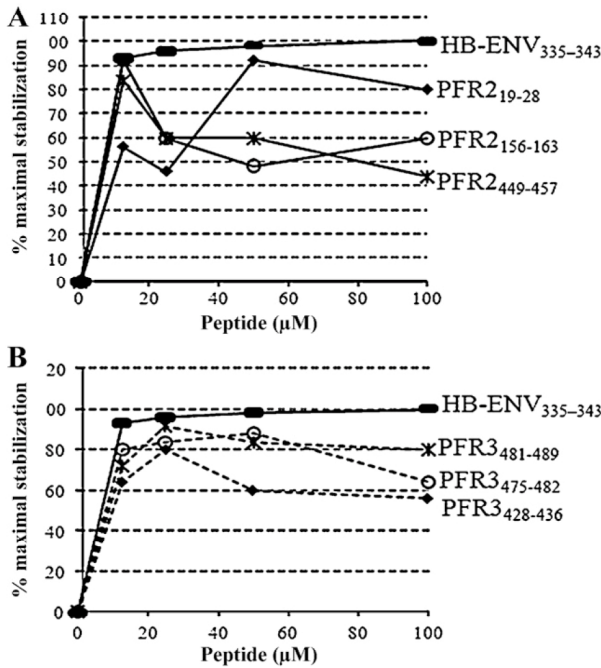 A
110
00
90
80
70
60
50
40
30
20
10
0
% maximal stabilization
HB-ENV335–343
PFR219-28
PFR2156-163
PFR2449-457
0 20 40 60 80 100
Peptide (µM)
B
20
00
80
60
40
20
0
% maximal stabilization
HB-ENV335–343
PFR3481-489
PFR3475-482
PFR3428-436
0 20 40 60 80 100
Peptide (µM)